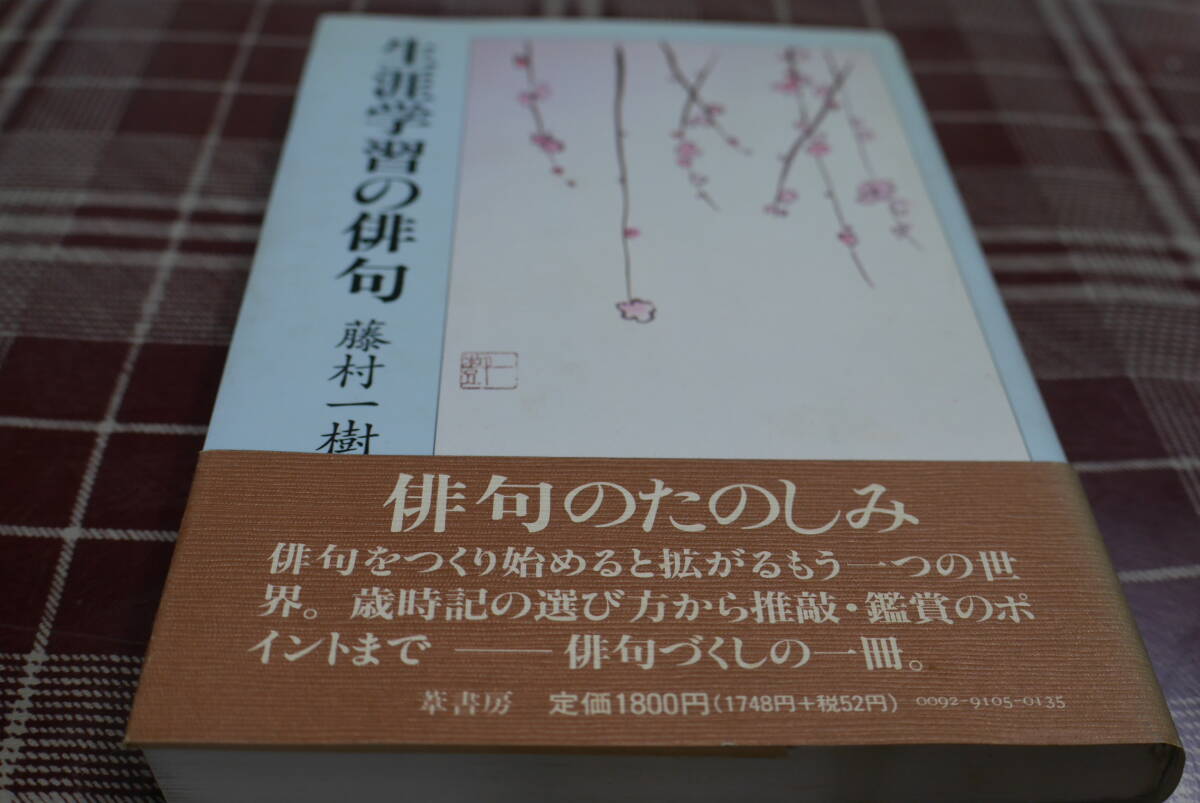 生涯学習の俳句
藤村一樹
俳句のたのしみ
俳句をつくり始めると拡がるもう一つの世
界。歳時記の選び方から推敲・鑑賞のポ
イントまで――俳句づくしの一冊。
葦書房 定価1800円(1748円+税52円) 0092-9105-0135